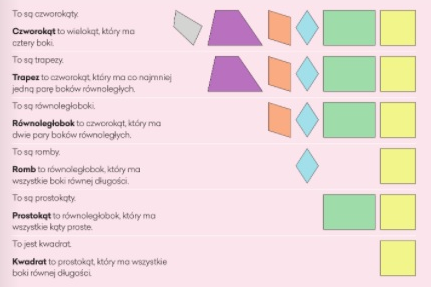 To są czworokąty.
Czworokąt to wielokąt, który ma
cztery boki.
To są trapezy.
Trapez to czworokąt, który ma co najmniej
jedną parę boków równoległych.
To są równoległoboki.
Równoległobok to czworokąt, który ma
dwie pary boków równoległych.
To są romby.
Romb to równoległobok, który ma
wszystkie boki równej długości.
To są prostokąty.
Prostokąt to równoległobok, który ma
wszystkie kąty proste.
To jest kwadrat.
Kwadrat to prostokąt, który ma wszystkie
boki równej długości.